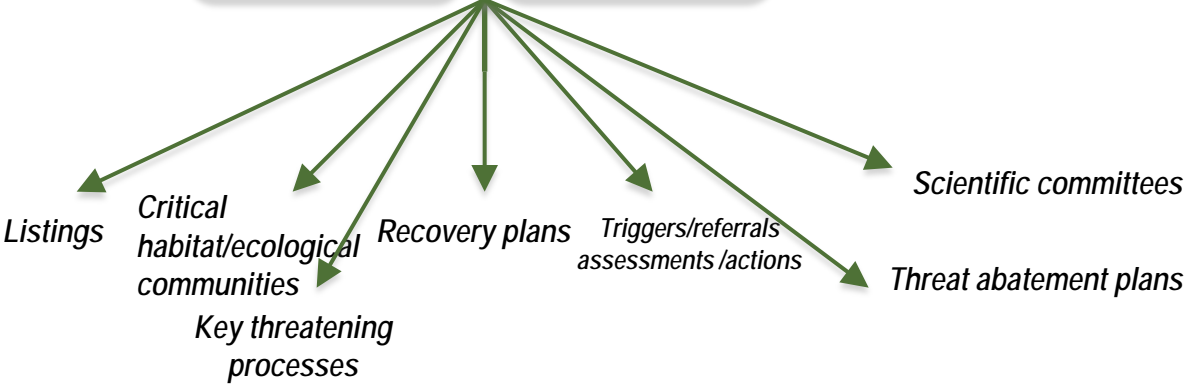 Listings
Critical
habitat/ecological
communities
Key threatening
processes
Recovery plans
Triggers/referrals
assessments /actions
Scientific committees
Threat abatement plans